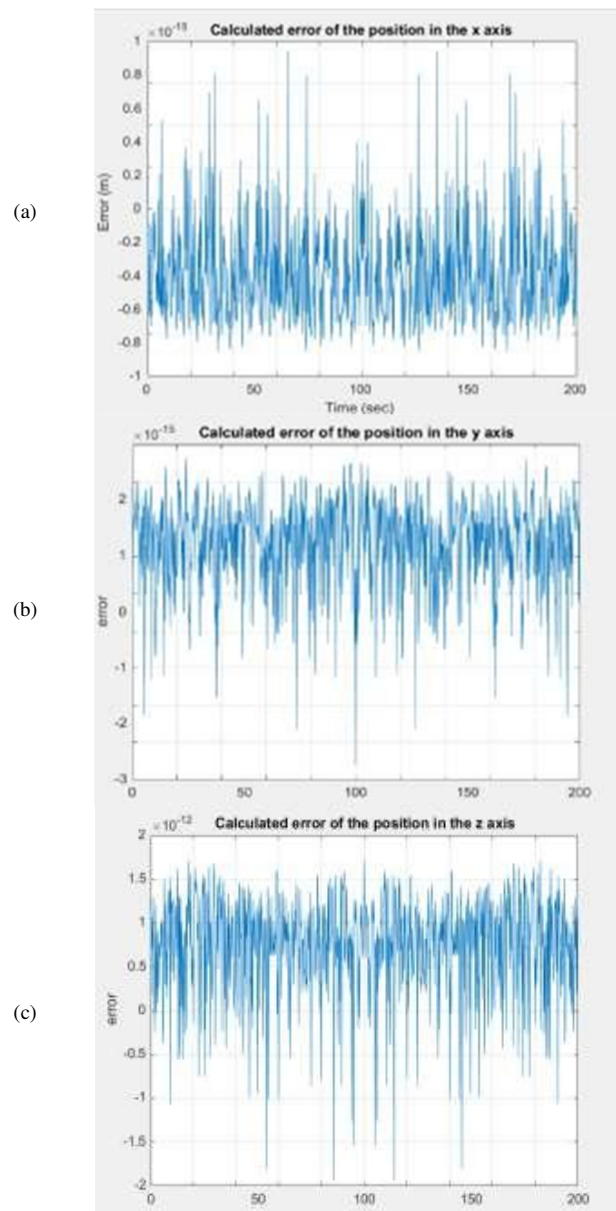 × 10⁻¹³ Calculated error of the position in the x axis
1
0.8
0.6
0.4
0.2
(a)
0
Error (m)
-0.2
-0.4
-0.6
-0.8
-1
0 50 100 150 200
Time (sec)
× 10⁻¹⁵ Calculated error of the position in the y axis
2
1
(b)
0
error
-1
-2
-3
0 50 100 150 200
2 × 10⁻¹² Calculated error of the position in the z axis
1.5
1
0.5
(c)
0
error
-0.5
-1
-1.5
-2
0 50 100 150 200